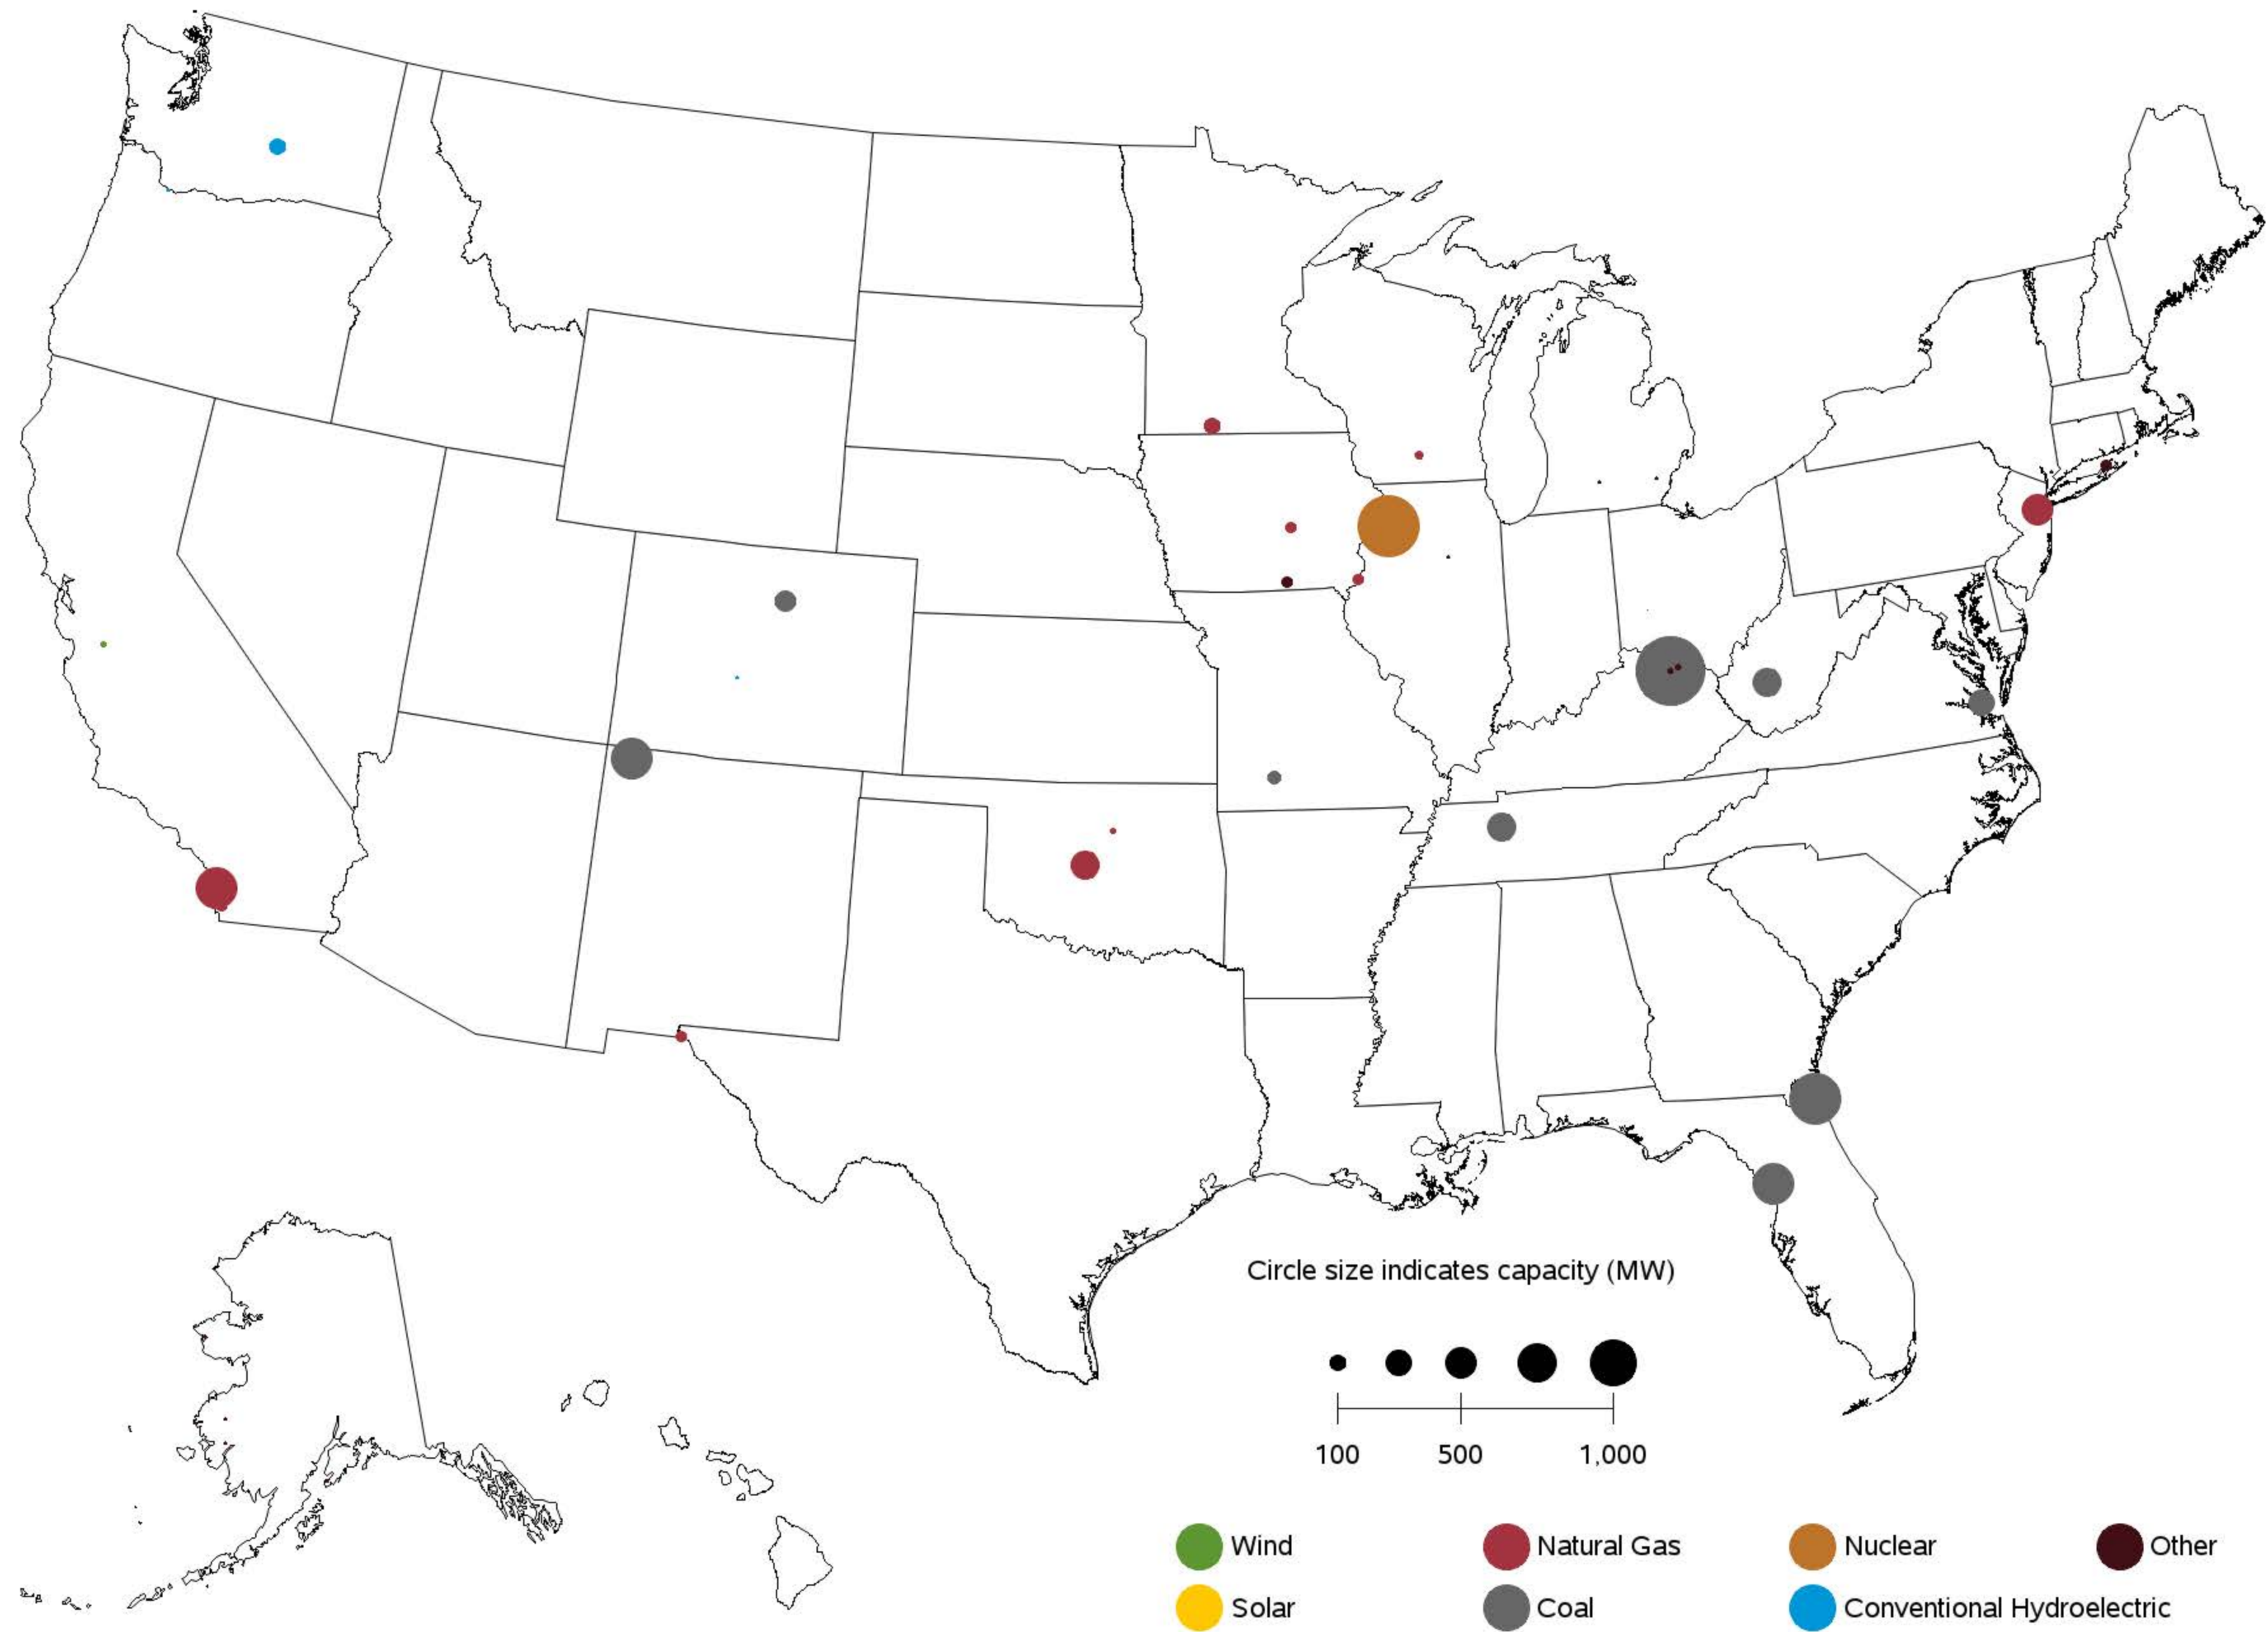 Circle size indicates capacity (MW)
100 500 1,000
Wind Natural Gas Nuclear Other
Solar Coal Conventional Hydroelectric